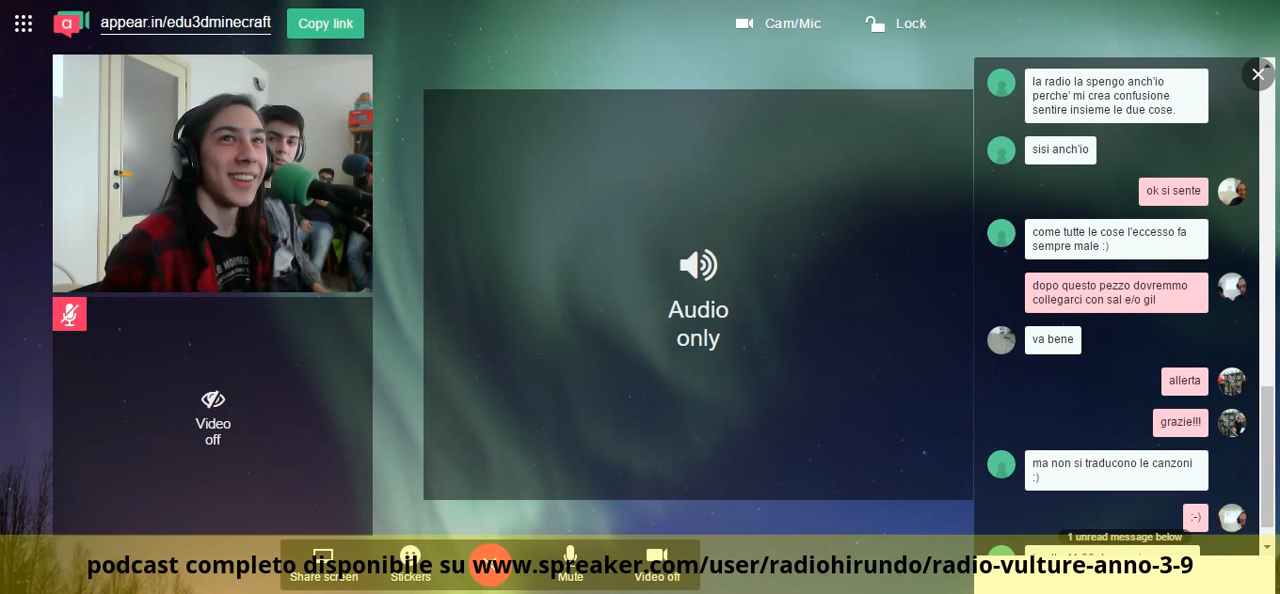 appear.in/edu3dminecraft
Copy link
Cam/Mic
Lock
la radio la spengo anch'io
perche' mi crea confusione
sentire insieme le due cose.
sisi anch'io
ok si sente
come tutte le cose l'eccesso fa
sempre male :)
dopo questo pezzo dovremmo
collegarci con sal e/o gil
va bene
allerta
grazie!!!
ma non si traducono le canzoni
:)
:-)
1 unread message below
Audio
only
Video
off
Share screen
Stickers
Mute
Video off
podcast completo disponibile su www.spreaker.com/user/radiohirundo/radio-vulture-anno-3-9